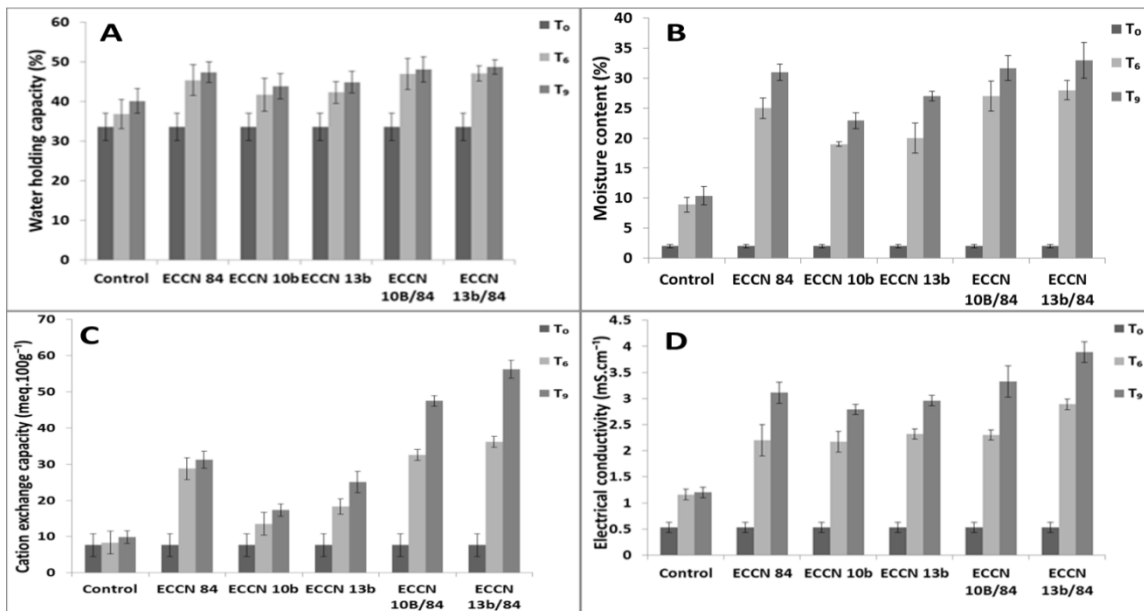 A
Water holding capacity (%)
60
50
40
30
20
10
0
Control
ECCN 84
ECCN 10b
ECCN 13b
ECCN
10B/84
ECCN
13b/84
T₀
T₆
T₉
B
Moisture content (%)
40
35
30
25
20
15
10
5
0
Control
ECCN 84
ECCN 10b
ECCN 13b
ECCN
10B/84
ECCN
13b/84
T₀
T₆
T₉
C
Cation exchange capacity (meq.100g⁻¹)
70
60
50
40
30
20
10
0
Control
ECCN 84
ECCN 10b
ECCN 13b
ECCN
10B/84
ECCN
13b/84
T₀
T₆
T₉
D
Electrical conductivity (mS.cm⁻¹)
4.5
4
3.5
3
2.5
2
1.5
1
0.5
0
Control
ECCN 84
ECCN 10b
ECCN 13b
ECCN
10B/84
ECCN
13b/84
T₀
T₆
T₉